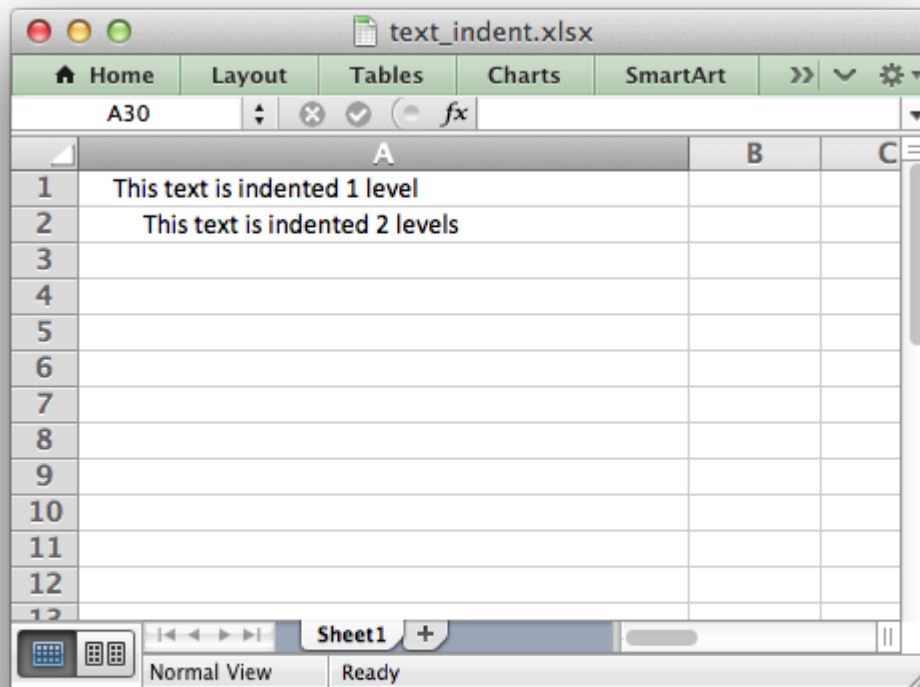 text_indent.xlsx
Home Layout Tables Charts SmartArt
A30 fx
A B C
1 This text is indented 1 level
2 This text is indented 2 levels
3
4
5
6
7
8
9
10
11
12
13
Sheet1 +
Normal View Ready